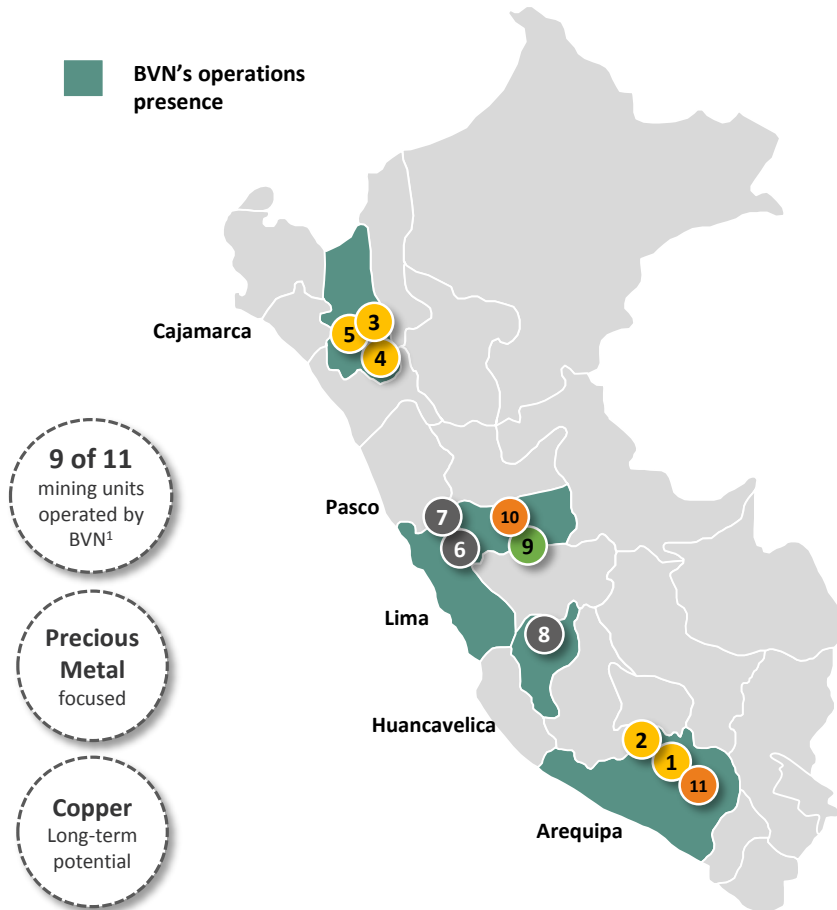 BVN's operations
presence
Cajamarca
3
5
4
9 of 11
mining units
operated by
BVN1
Pasco
7
10
6
9
Lima
8
Precious
Metal
focused
Huancavelica
2
1
11
Copper
Long-term
potential
Arequipa